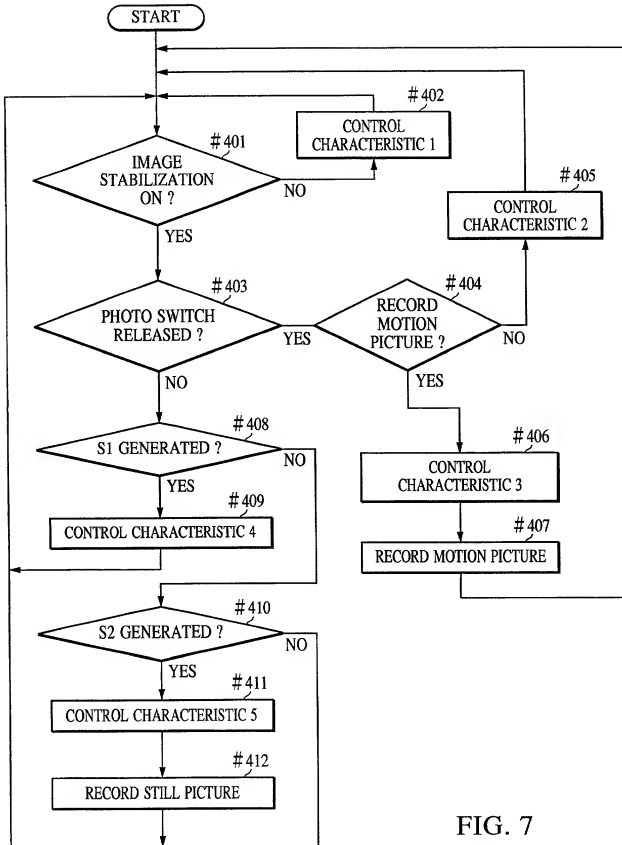 START
#402
CONTROL
CHARACTERISTIC 1
#401
IMAGE
STABILIZATION
ON ?
NO
YES
#405
CONTROL
CHARACTERISTIC 2
#403
PHOTO SWITCH
RELEASED ?
YES
NO
#404
RECORD
MOTION
PICTURE ?
NO
YES
#408
S1 GENERATED ?
NO
YES
#406
CONTROL
CHARACTERISTIC 3
#409
CONTROL CHARACTERISTIC 4
#407
RECORD MOTION PICTURE
#410
S2 GENERATED ?
NO
YES
#411
CONTROL CHARACTERISTIC 5
#412
RECORD STILL PICTURE
FIG. 7